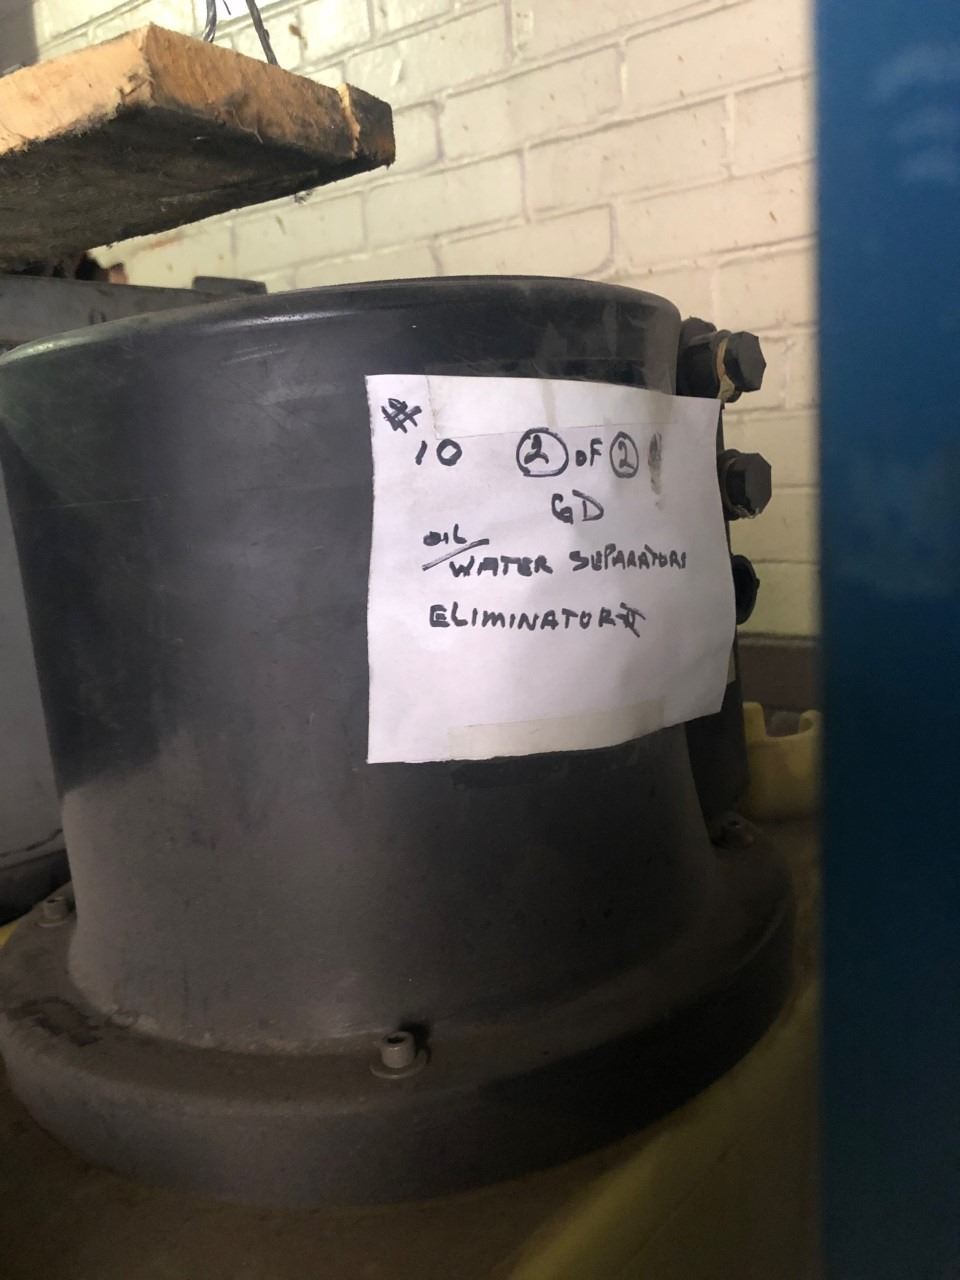 #
10 2 OF 2
GD
OIL
/WATER SEPARATORS
ELIMINATOR II